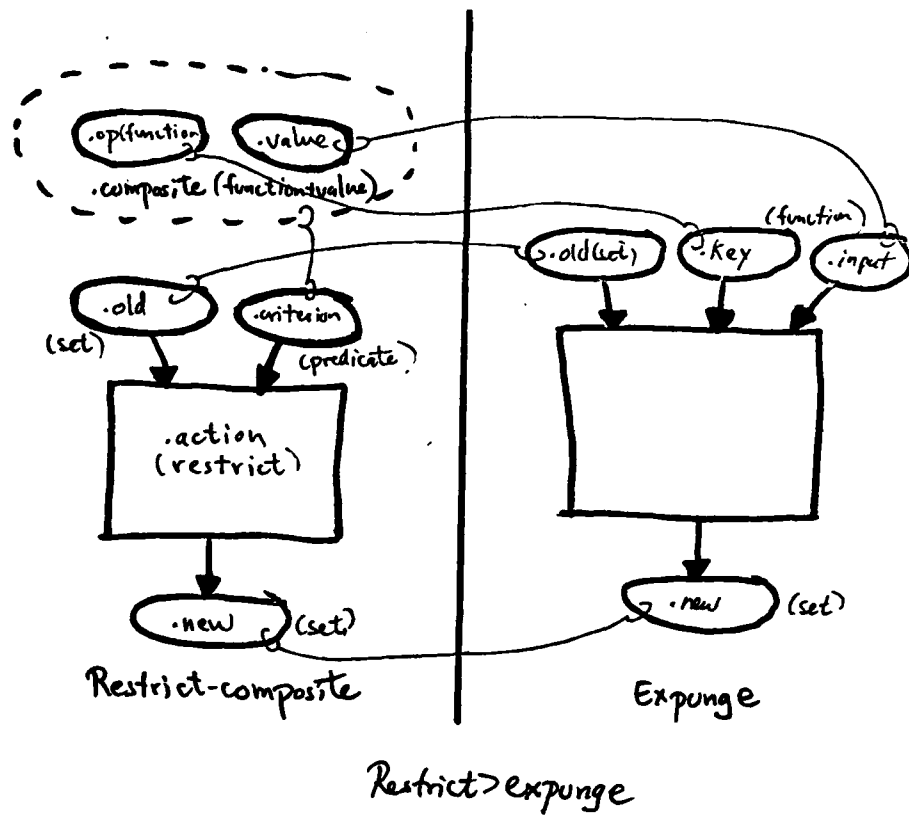 .op(function
.value
.composite (function+value)
.old
(set)
.criterion
(predicate)
.action
(restrict)
.new
(set)
Restrict-composite
(function)
.old(set)
.key
.input
.new
(set)
Expunge
Restrict>expunge